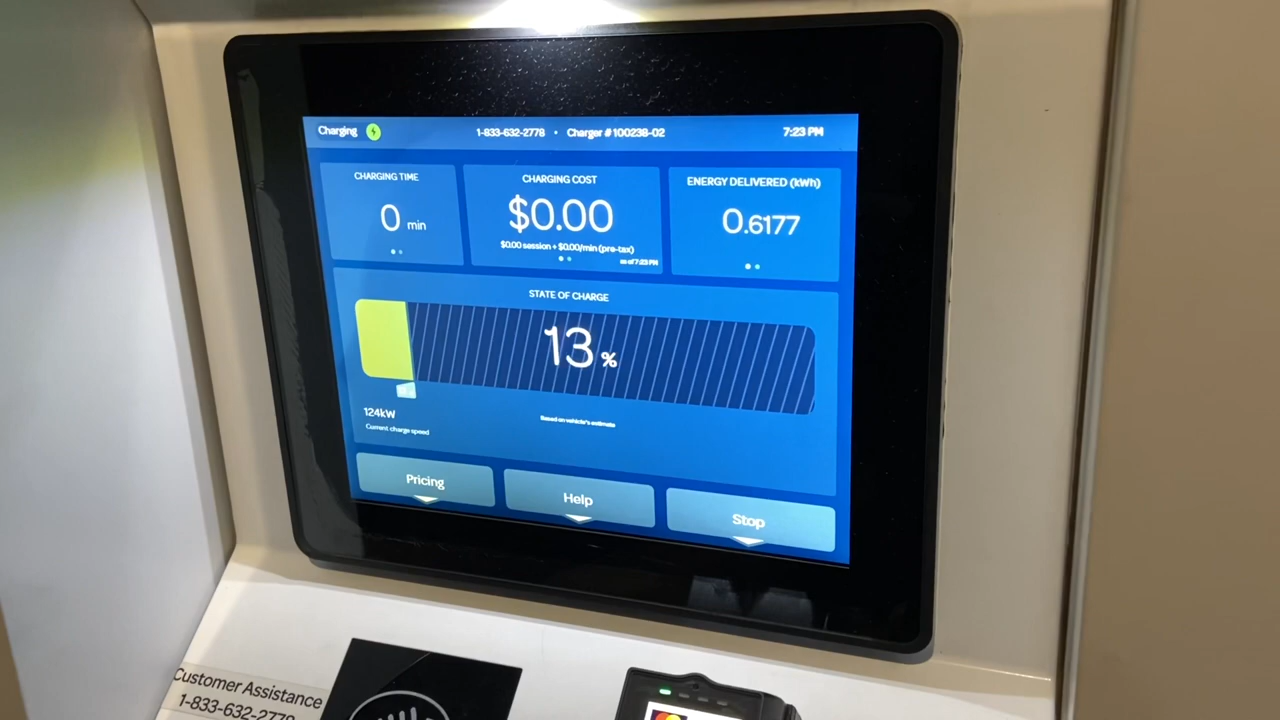 Charging
1-833-632-2778 • Charger #100238-02
7:23 PM
CHARGING TIME
0 min
CHARGING COST
$0.00
$0.00 session + $0.00/min (pre-tax)
as of 7:23 PM
ENERGY DELIVERED (kWh)
0.6177
STATE OF CHARGE
13 %
124kW
Current charge speed
Based on vehicle's estimate
Pricing
Help
Stop
Customer Assistance
1-833-632-2778